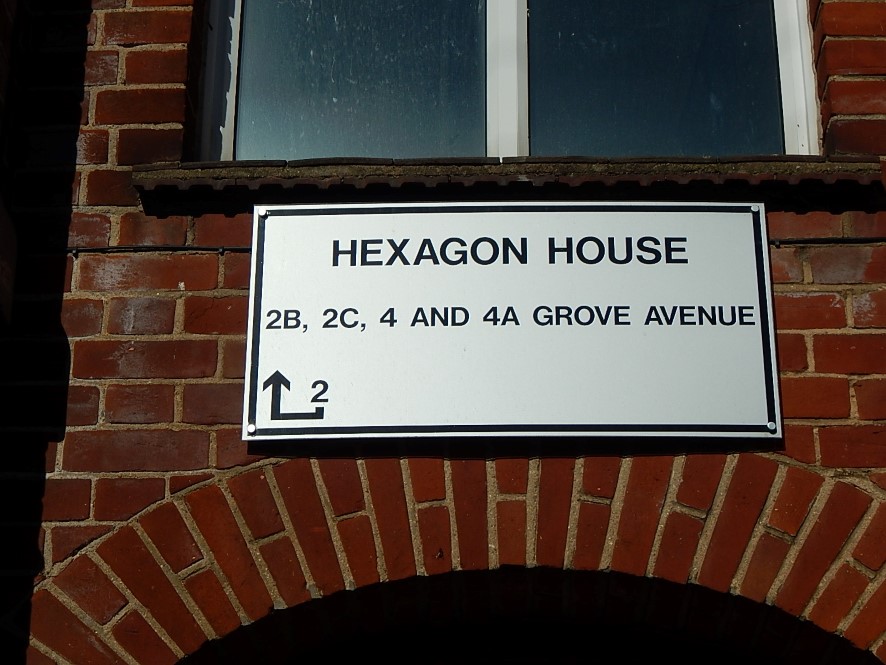 HEXAGON HOUSE
2B, 2C, 4 AND 4A GROVE AVENUE
2